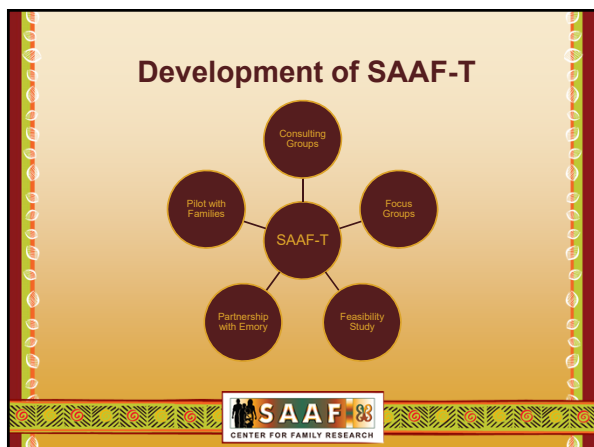 Development of SAAF-T
Consulting
Groups
Pilot with
Families
Focus
Groups
SAAF-T
Partnership
with Emory
Feasibility
Study
SAAF
CENTER FOR FAMILY RESEARCH